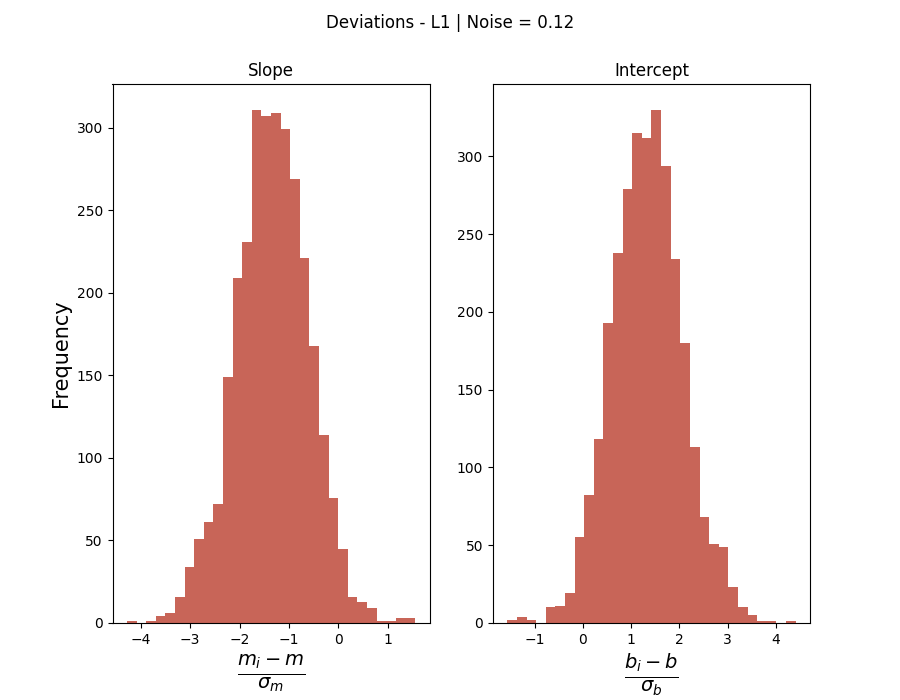 Deviations - L1 | Noise = 0.12
Slope
Intercept
Frequency
300
250
200
150
100
50
0
−4 −3 −2 −1 0 1
(m_i − m) / σ_m
300
250
200
150
100
50
0
−1 0 1 2 3 4
(b_i − b) / σ_b